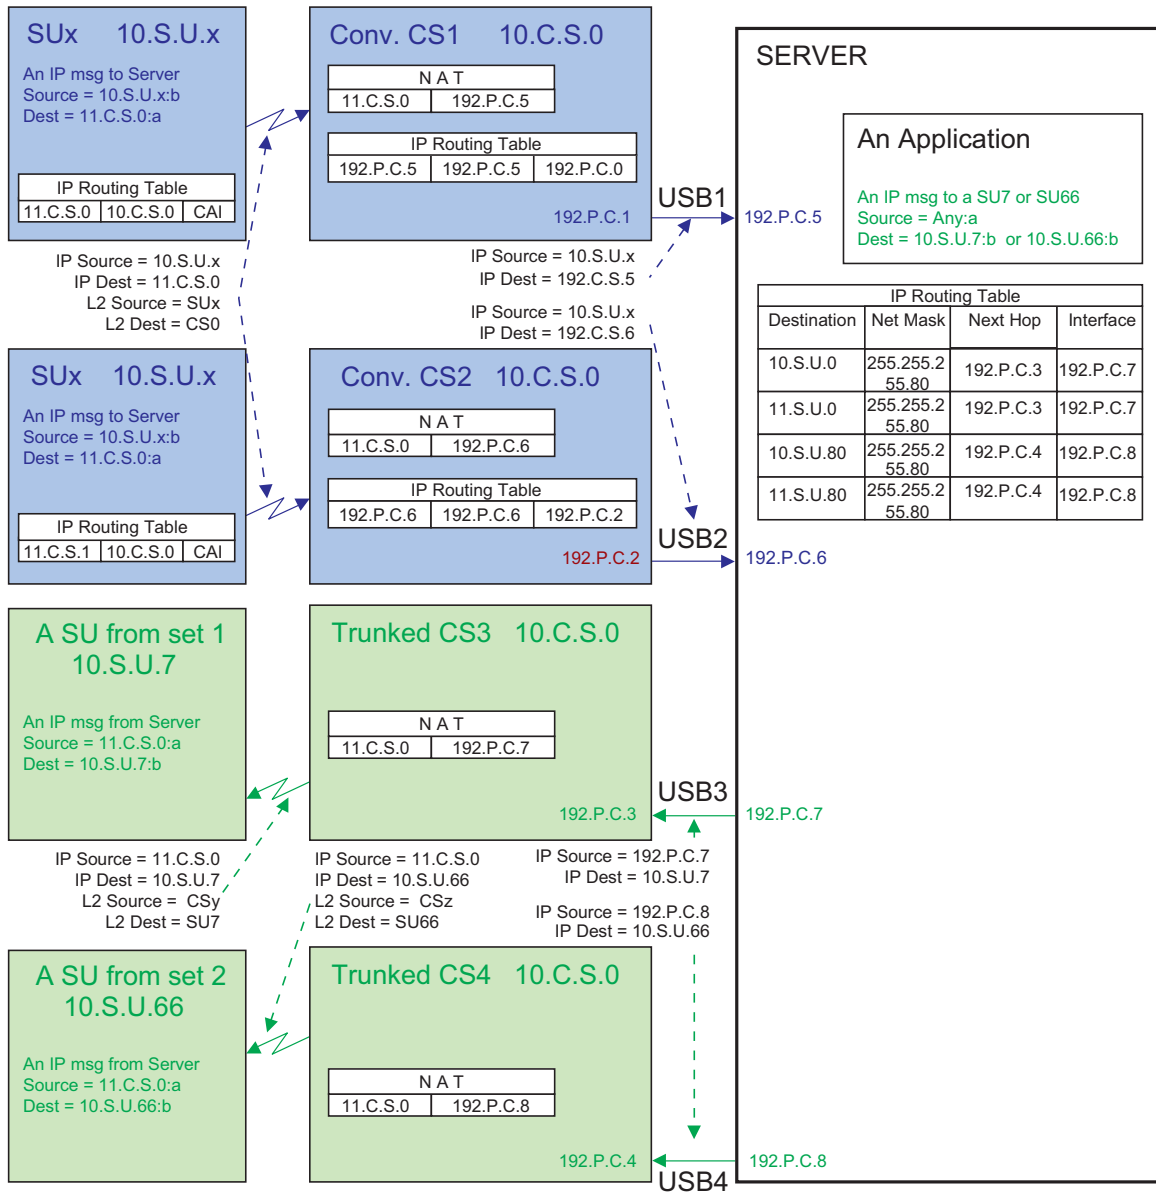 SUx 10.S.U.x
An IP msg to Server
Source = 10.S.U.x:b
Dest = 11.C.S.0:a
IP Routing Table
11.C.S.0 10.C.S.0 CAI
Conv. CS1 10.C.S.0
N A T
11.C.S.0 192.P.C.5
IP Routing Table
192.P.C.5 192.P.C.5 192.P.C.0
192.P.C.1
USB1
192.P.C.5
IP Source = 10.S.U.x
IP Dest = 11.C.S.0
L2 Source = SUx
L2 Dest = CS0
IP Source = 10.S.U.x
IP Dest = 192.C.S.5
IP Source = 10.S.U.x
IP Dest = 192.C.S.6
SERVER
An Application
An IP msg to a SU7 or SU66
Source = Any:a
Dest = 10.S.U.7:b or 10.S.U.66:b
IP Routing Table
Destination Net Mask Next Hop Interface
10.S.U.0 255.255.2 192.P.C.3 192.P.C.7
55.80
11.S.U.0 255.255.2 192.P.C.3 192.P.C.7
55.80
10.S.U.80 255.255.2 192.P.C.4 192.P.C.8
55.80
11.S.U.80 255.255.2 192.P.C.4 192.P.C.8
55.80
SUx 10.S.U.x
An IP msg to Server
Source = 10.S.U.x:b
Dest = 11.C.S.0:a
IP Routing Table
11.C.S.1 10.C.S.0 CAI
Conv. CS2 10.C.S.0
N A T
11.C.S.0 192.P.C.6
IP Routing Table
192.P.C.6 192.P.C.6 192.P.C.2
192.P.C.2
USB2
192.P.C.6
A SU from set 1
10.S.U.7
An IP msg from Server
Source = 11.C.S.0:a
Dest = 10.S.U.7:b
Trunked CS3 10.C.S.0
N A T
11.C.S.0 192.P.C.7
192.P.C.3
USB3
192.P.C.7
IP Source = 11.C.S.0
IP Dest = 10.S.U.7
L2 Source = CSy
L2 Dest = SU7
IP Source = 11.C.S.0
IP Dest = 10.S.U.66
L2 Source = CSz
L2 Dest = SU66
IP Source = 192.P.C.7
IP Dest = 10.S.U.7
IP Source = 192.P.C.8
IP Dest = 10.S.U.66
A SU from set 2
10.S.U.66
An IP msg from Server
Source = 11.C.S.0:a
Dest = 10.S.U.66:b
Trunked CS4 10.C.S.0
N A T
11.C.S.0 192.P.C.8
192.P.C.4
USB4
192.P.C.8